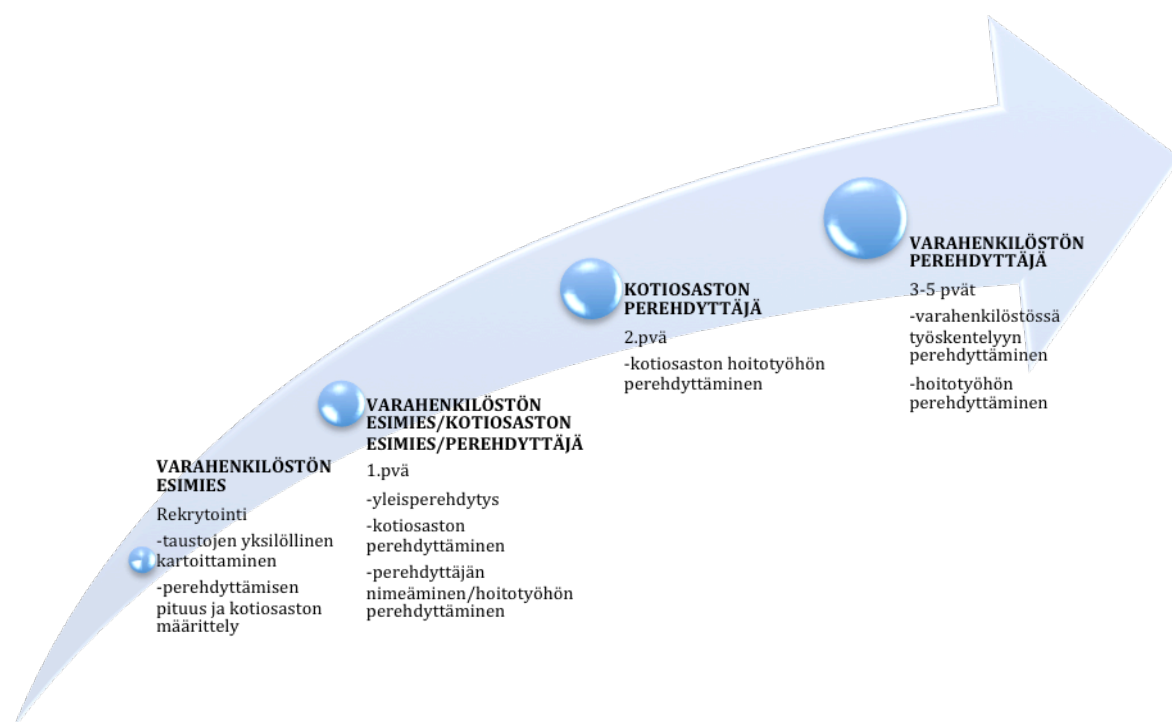 VARAHENKILÖSTÖN
ESIMIES
Rekrytointi
-taustojen yksilöllinen
kartoittaminen
-perehdyttämisen
pituus ja kotiosaston
määrittely
VARAHENKILÖSTÖN
ESIMIES/KOTIOSASTON
ESIMIES/PEREHDYTTÄJÄ
1.pvä
-yleisperehdytys
-kotiosaston
perehdyttäminen
-perehdyttäjän
nimeäminen/hoitotyöhön
perehdyttäminen
KOTIOSASTON
PEREHDYTTÄJÄ
2.pvä
-kotiosaston hoitotyöhön
perehdyttäminen
VARAHENKILÖSTÖN
PEREHDYTTÄJÄ
3-5 pvät
-varahenkilöstössä
työskentelyyn
perehdyttäminen
-hoitotyöhön
perehdyttäminen